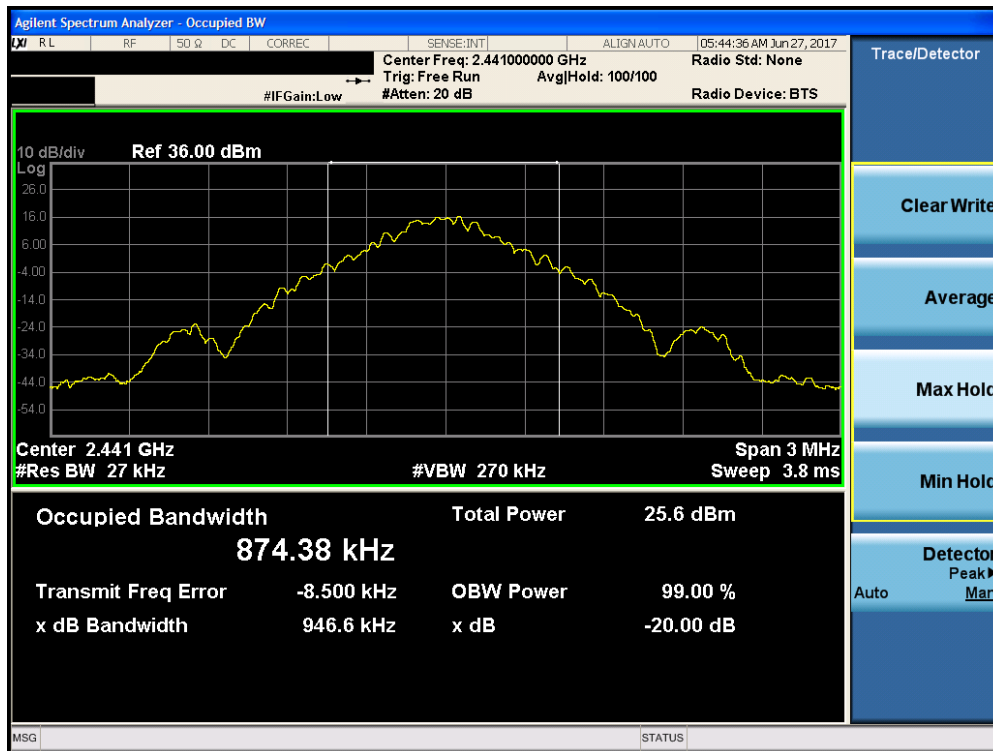 Agilent Spectrum Analyzer - Occupied BW
LXI RL RF 50 Ω DC CORREC SENSE:INT ALIGN AUTO 05:44:36 AM Jun 27, 2017
Center Freq: 2.441000000 GHz Radio Std: None
Trig: Free Run Avg|Hold: 100/100
#IFGain:Low #Atten: 20 dB Radio Device: BTS
Trace/Detector
10 dB/div Ref 36.00 dBm
Log
26.0
16.0
6.00
-4.00
-14.0
-24.0
-34.0
-44.0
-54.0
Center 2.441 GHz Span 3 MHz
#Res BW 27 kHz #VBW 270 kHz Sweep 3.8 ms
Occupied Bandwidth Total Power 25.6 dBm
874.38 kHz
Transmit Freq Error -8.500 kHz OBW Power 99.00 %
x dB Bandwidth 946.6 kHz x dB -20.00 dB
Clear Write
Average
Max Hold
Min Hold
Detector
Peak
Auto Man
MSG STATUS